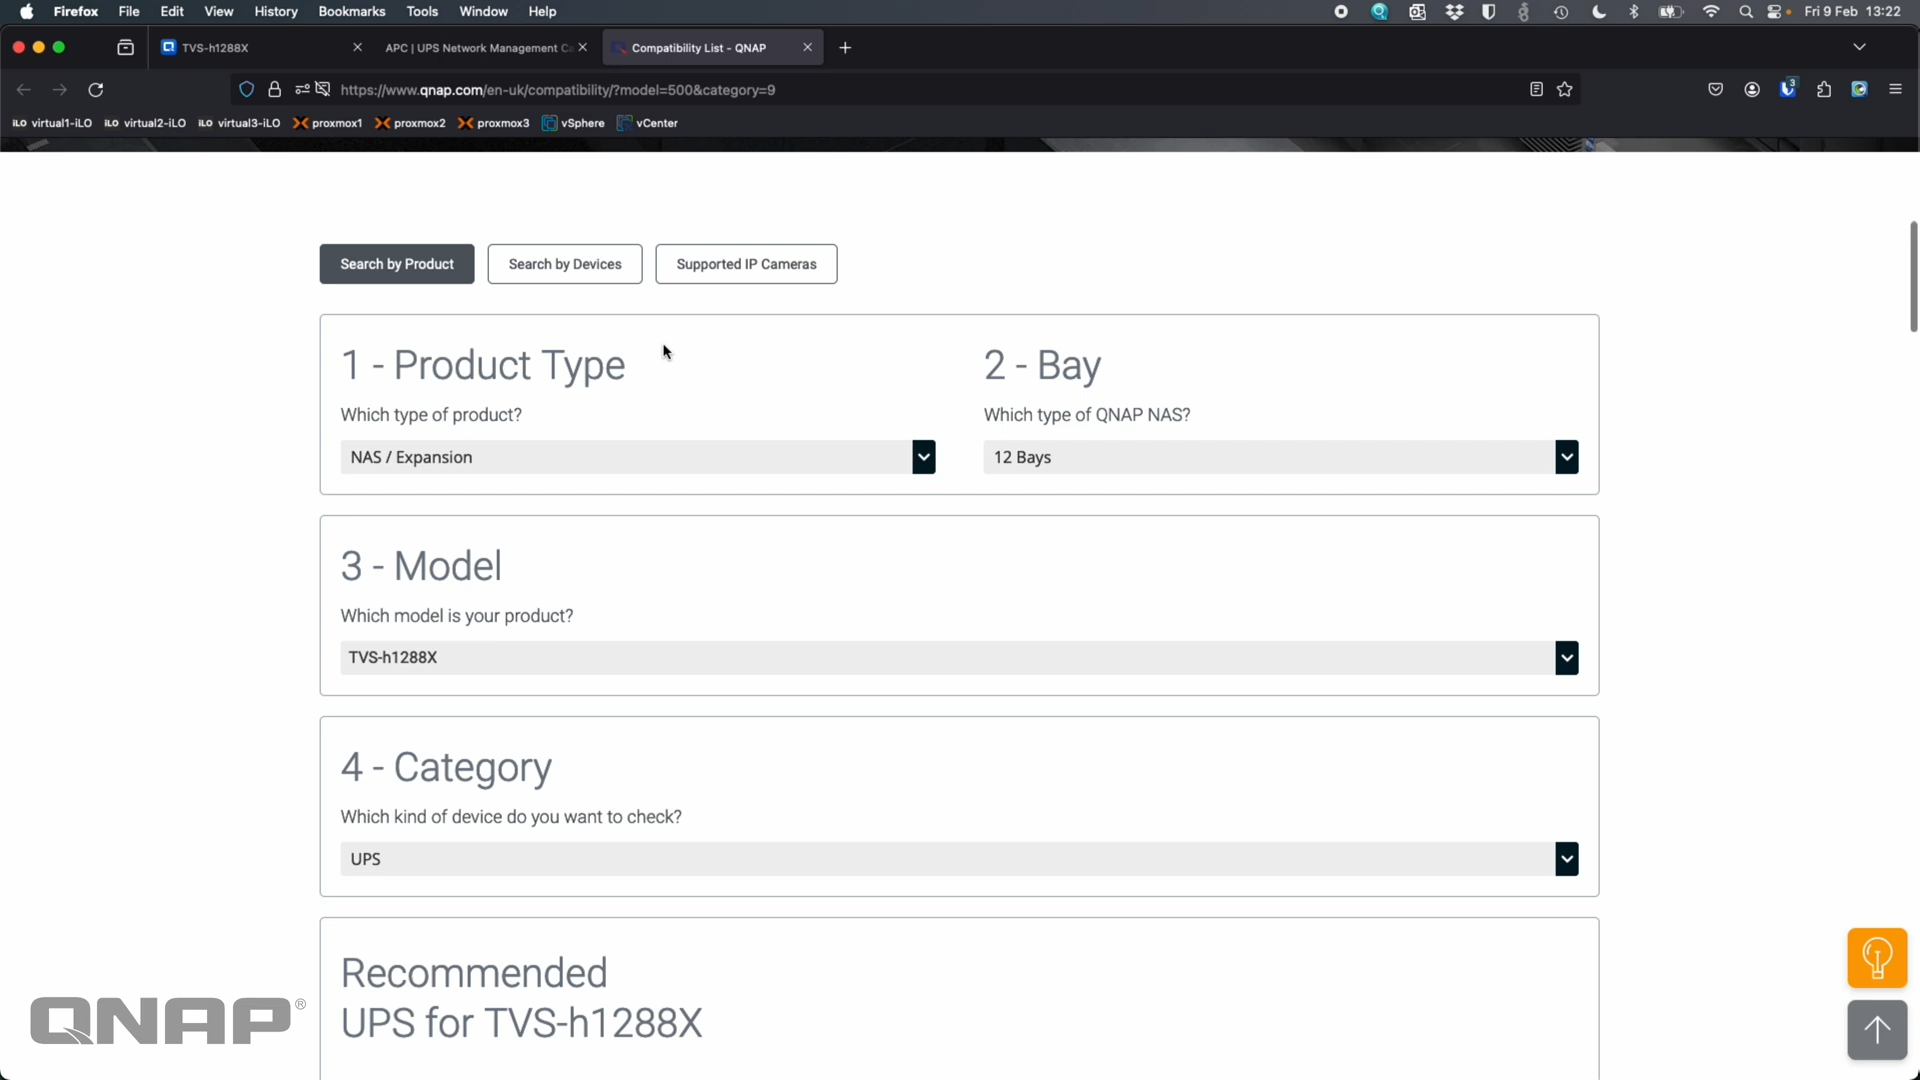 Firefox File Edit View History Bookmarks Tools Window Help Fri 9 Feb 13:22
TVS-h1288X APC | UPS Network Management Ca Compatibility List - QNAP
https://www.qnap.com/en-uk/compatibility/?model=500&category=9 3
iLO virtual1-iLO iLO virtual2-iLO iLO virtual3-iLO proxmox1 proxmox2 proxmox3 vSphere vCenter
Search by Product Search by Devices Supported IP Cameras
1 - Product Type
Which type of product?
NAS / Expansion
2 - Bay
Which type of QNAP NAS?
12 Bays
3 - Model
Which model is your product?
TVS-h1288X
4 - Category
Which kind of device do you want to check?
UPS
Recommended
UPS for TVS-h1288X
QNAP®